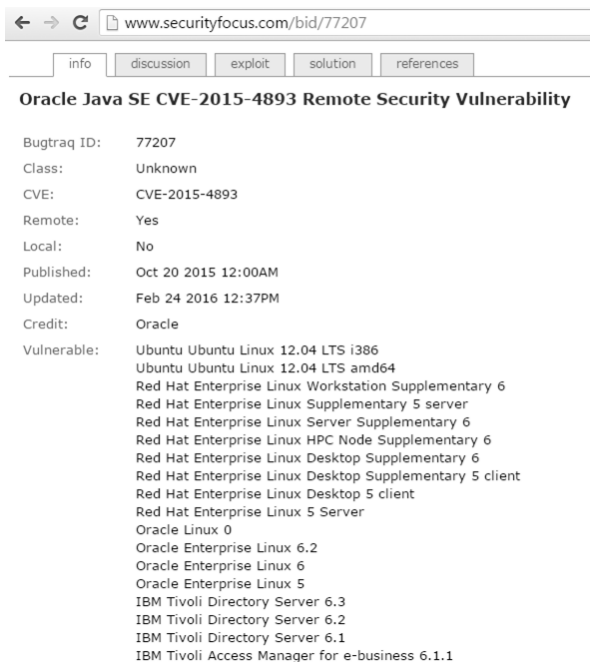 www.securityfocus.com/bid/77207
info discussion exploit solution references
Oracle Java SE CVE-2015-4893 Remote Security Vulnerability
Bugtraq ID: 77207
Class: Unknown
CVE: CVE-2015-4893
Remote: Yes
Local: No
Published: Oct 20 2015 12:00AM
Updated: Feb 24 2016 12:37PM
Credit: Oracle
Vulnerable: Ubuntu Ubuntu Linux 12.04 LTS i386
Ubuntu Ubuntu Linux 12.04 LTS amd64
Red Hat Enterprise Linux Workstation Supplementary 6
Red Hat Enterprise Linux Supplementary 5 server
Red Hat Enterprise Linux Server Supplementary 6
Red Hat Enterprise Linux HPC Node Supplementary 6
Red Hat Enterprise Linux Desktop Supplementary 6
Red Hat Enterprise Linux Desktop Supplementary 5 client
Red Hat Enterprise Linux Desktop 5 client
Red Hat Enterprise Linux 5 Server
Oracle Linux 0
Oracle Enterprise Linux 6.2
Oracle Enterprise Linux 6
Oracle Enterprise Linux 5
IBM Tivoli Directory Server 6.3
IBM Tivoli Directory Server 6.2
IBM Tivoli Directory Server 6.1
IBM Tivoli Access Manager for e-business 6.1.1